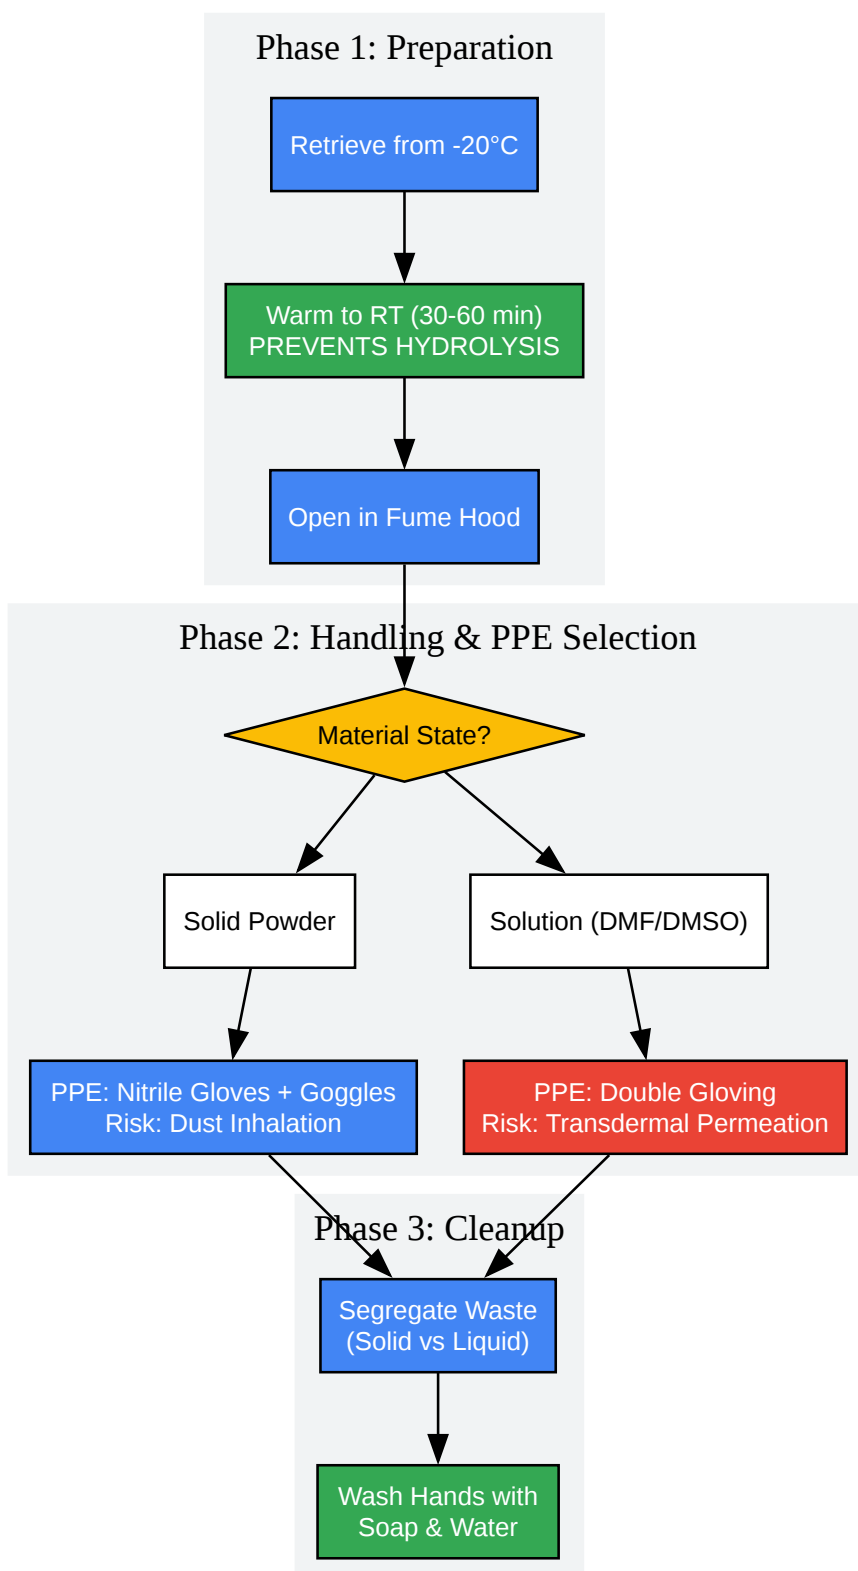 Phase 1: Preparation
Retrieve from -20°C
Warm to RT (30-60 min)
PREVENTS HYDROLYSIS
Open in Fume Hood
Phase 2: Handling & PPE Selection
Material State?
Solid Powder
Solution (DMF/DMSO)
PPE: Nitrile Gloves + Goggles
Risk: Dust Inhalation
PPE: Double Gloving
Risk: Transdermal Permeation
Phase 3: Cleanup
Segregate Waste
(Solid vs Liquid)
Wash Hands with
Soap & Water